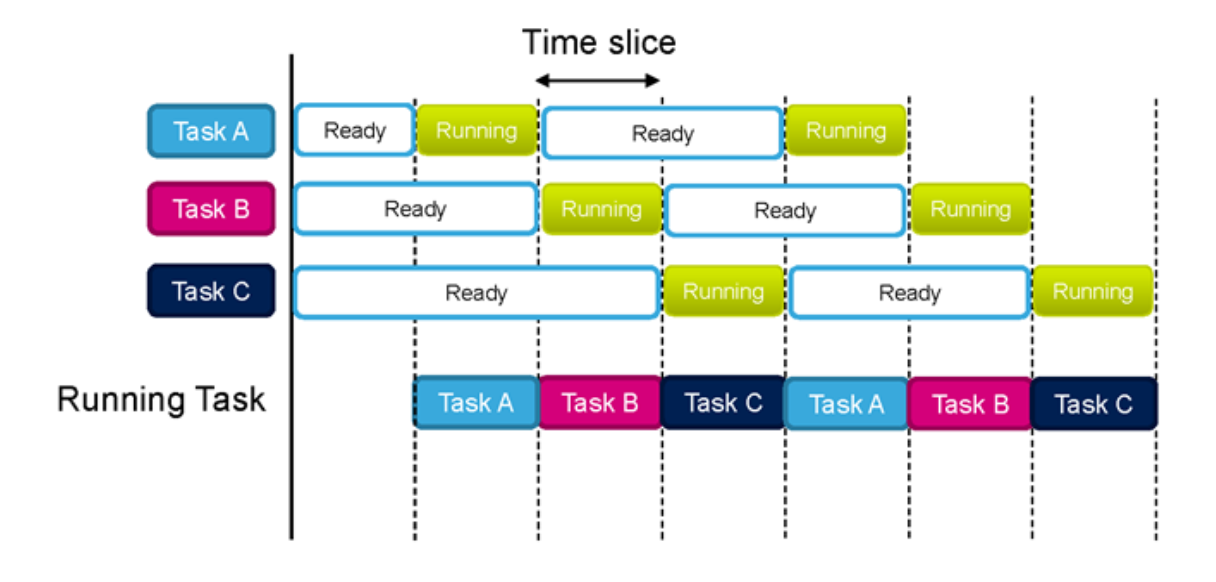 Time slice
Task A Ready Running Ready Running
Task B Ready Running Ready Running
Task C Ready Running Ready Running
Running Task Task A Task B Task C Task A Task B Task C